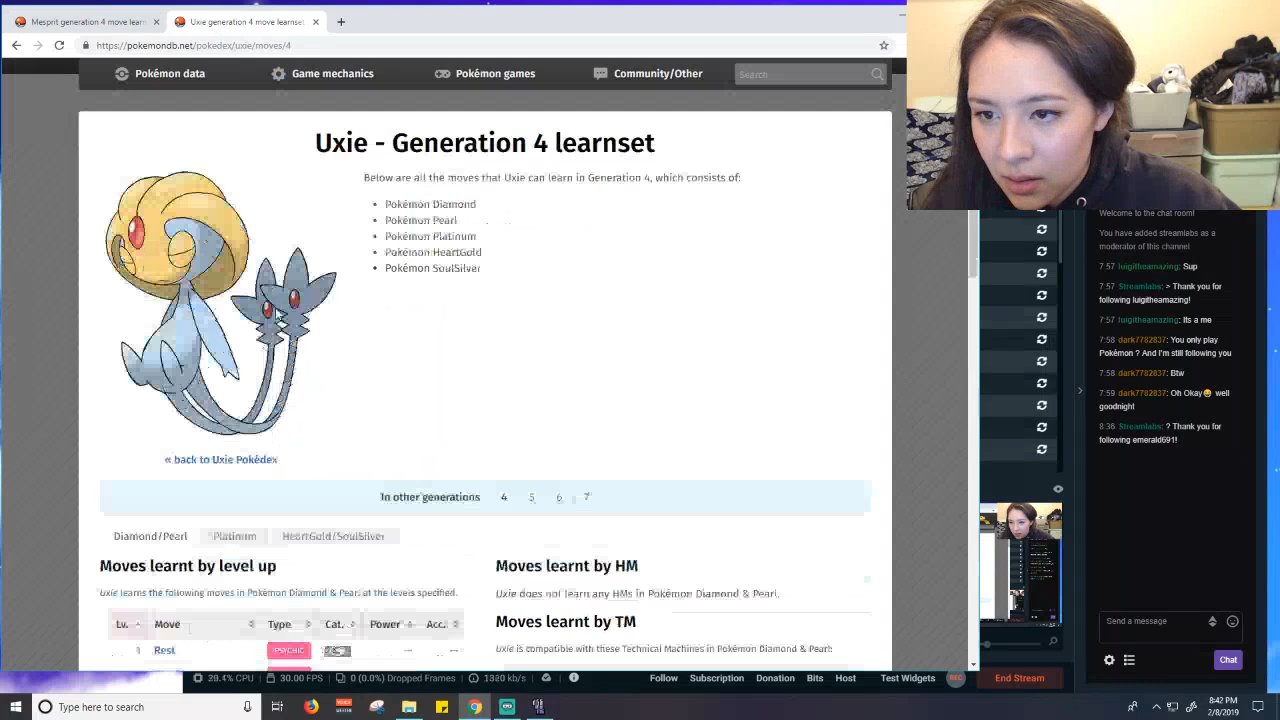 Mesprit generation 4 move learn
Uxie generation 4 move learnset
https://pokemondb.net/pokedex/uxie/moves/4
Pokémon data
Game mechanics
Pokémon games
Community/Other
Search
Uxie - Generation 4 learnset
Below are all the moves that Uxie can learn in Generation 4, which consists of:
Pokémon Diamond
Pokémon Pearl
Pokémon Platinum
Pokémon HeartGold
Pokémon SoulSilver
« back to Uxie Pokédex
In other generations 4 5 6 7
Diamond/Pearl
Platinum
HeartGold/SoulSilver
Moves learnt by level up
Uxie learns the following moves in Pokémon Diamond & Pearl at the levels specified.
Lv. Move Type Cat. Power Acc.
1 Rest PSYCHIC — —
Moves learnt by HM
Uxie does not learn any HMs in Pokémon Diamond & Pearl.
Moves learnt by TM
Uxie is compatible with these Technical Machines in Pokémon Diamond & Pearl:
Welcome to the chat room!
You have added streamlabs as a
moderator of this channel
7:57 luigitheamazing: Sup
7:57 Streamlabs: > Thank you for
following luigitheamazing!
7:57 luigitheamazing: Its a me
7:58 dark7782837: You only play
Pokémon ? And I'm still following you
7:58 dark7782837: Btw
7:59 dark7782837: Oh Okay😄 well
goodnight
8:36 Streamlabs: ? Thank you for
following emerald691!
Send a message
Chat
39.4% CPU
30.00 FPS
0 (0.0%) Dropped Frames
1380 kb/s
Follow
Subscription
Donation
Bits
Host
Test Widgets
REC
End Stream
Type here to search
8:42 PM
2/8/2019